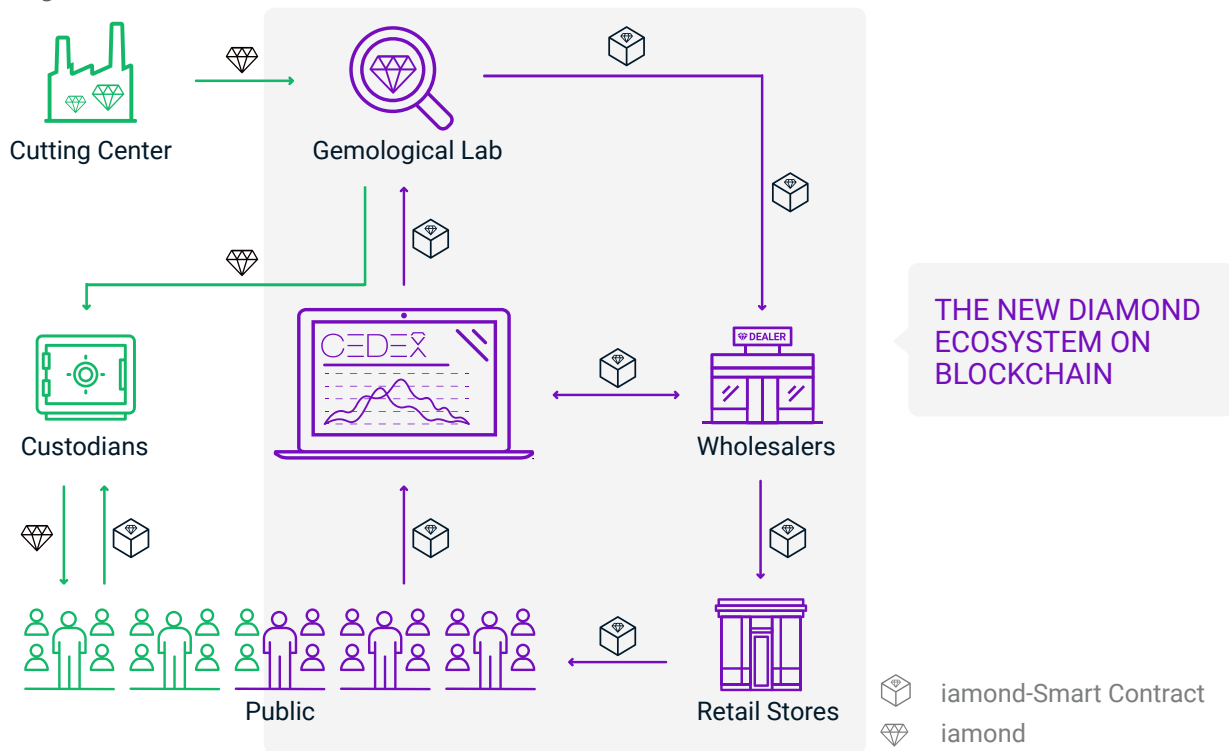 Cutting Center
Gemological Lab
CEDEX
DEALER
THE NEW DIAMOND
ECOSYSTEM ON
BLOCKCHAIN
Custodians
Wholesalers
Public
Retail Stores
iamond-Smart Contract
iamond